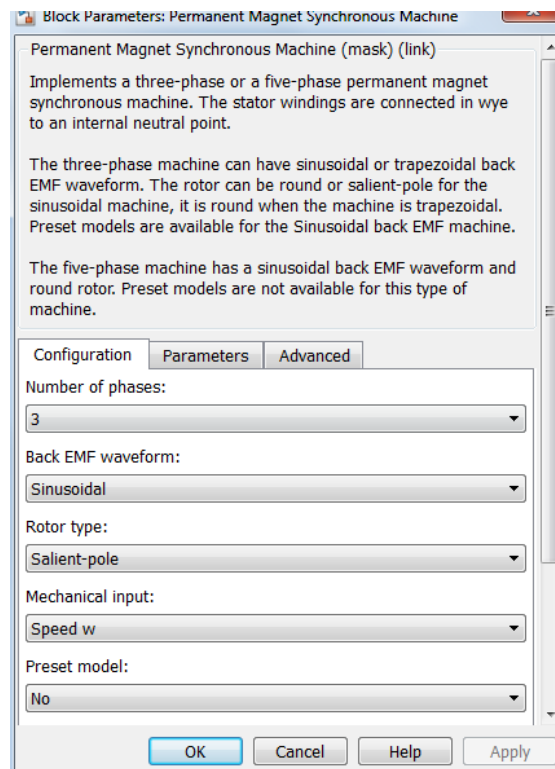 Block Parameters: Permanent Magnet Synchronous Machine
Permanent Magnet Synchronous Machine (mask) (link)
Implements a three-phase or a five-phase permanent magnet
synchronous machine. The stator windings are connected in wye
to an internal neutral point.
The three-phase machine can have sinusoidal or trapezoidal back
EMF waveform. The rotor can be round or salient-pole for the
sinusoidal machine, it is round when the machine is trapezoidal.
Preset models are available for the Sinusoidal back EMF machine.
The five-phase machine has a sinusoidal back EMF waveform and
round rotor. Preset models are not available for this type of
machine.
Configuration Parameters Advanced
Number of phases:
3
Back EMF waveform:
Sinusoidal
Rotor type:
Salient-pole
Mechanical input:
Speed w
Preset model:
No
OK Cancel Help Apply